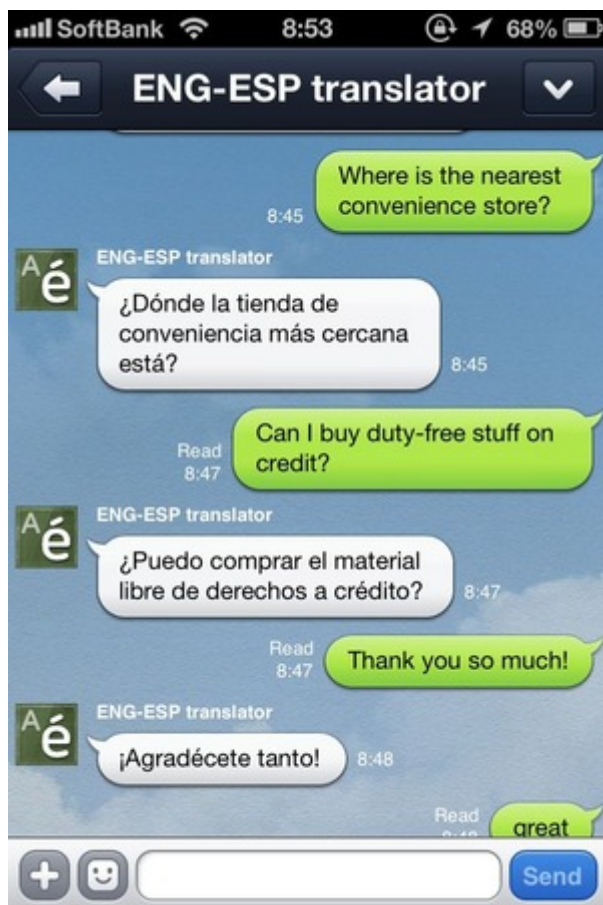 SoftBank 8:53 68%
ENG-ESP translator
Where is the nearest
convenience store?
8:45
ENG-ESP translator
¿Dónde la tienda de
conveniencia más cercana
está?
8:45
Can I buy duty-free stuff on
credit?
Read
8:47
ENG-ESP translator
¿Puedo comprar el material
libre de derechos a crédito?
8:47
Thank you so much!
Read
8:47
ENG-ESP translator
¡Agradécete tanto!
8:48
Read
great
Send